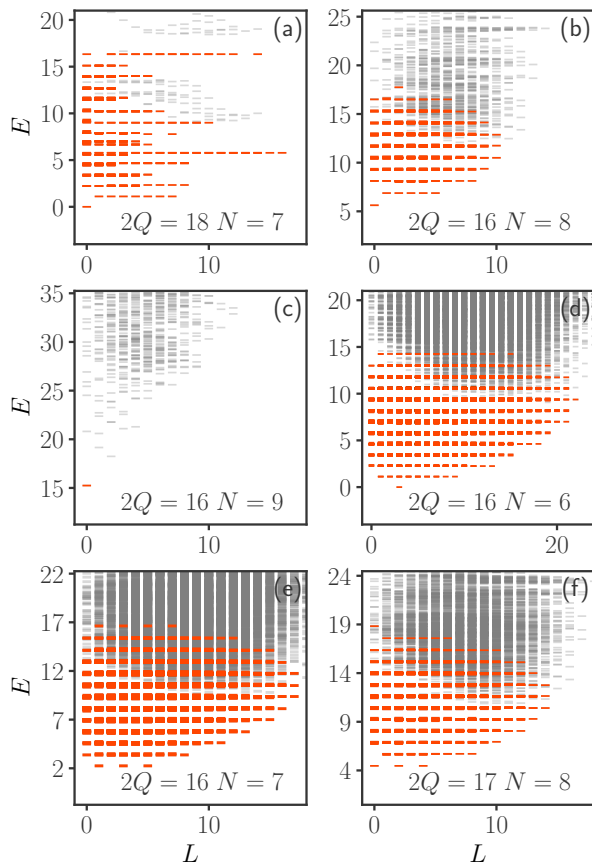 (a)
20
15
10
5
0
E
2Q = 18 N = 7
0 10
(b)
25
20
15
10
5
2Q = 16 N = 8
0 10
(c)
35
30
25
20
15
E
2Q = 16 N = 9
0 10
(d)
20
15
10
5
0
2Q = 16 N = 6
0 20
(e)
22
17
12
7
2
E
2Q = 16 N = 7
0 10
L
(f)
24
19
14
9
4
2Q = 17 N = 8
0 10
L